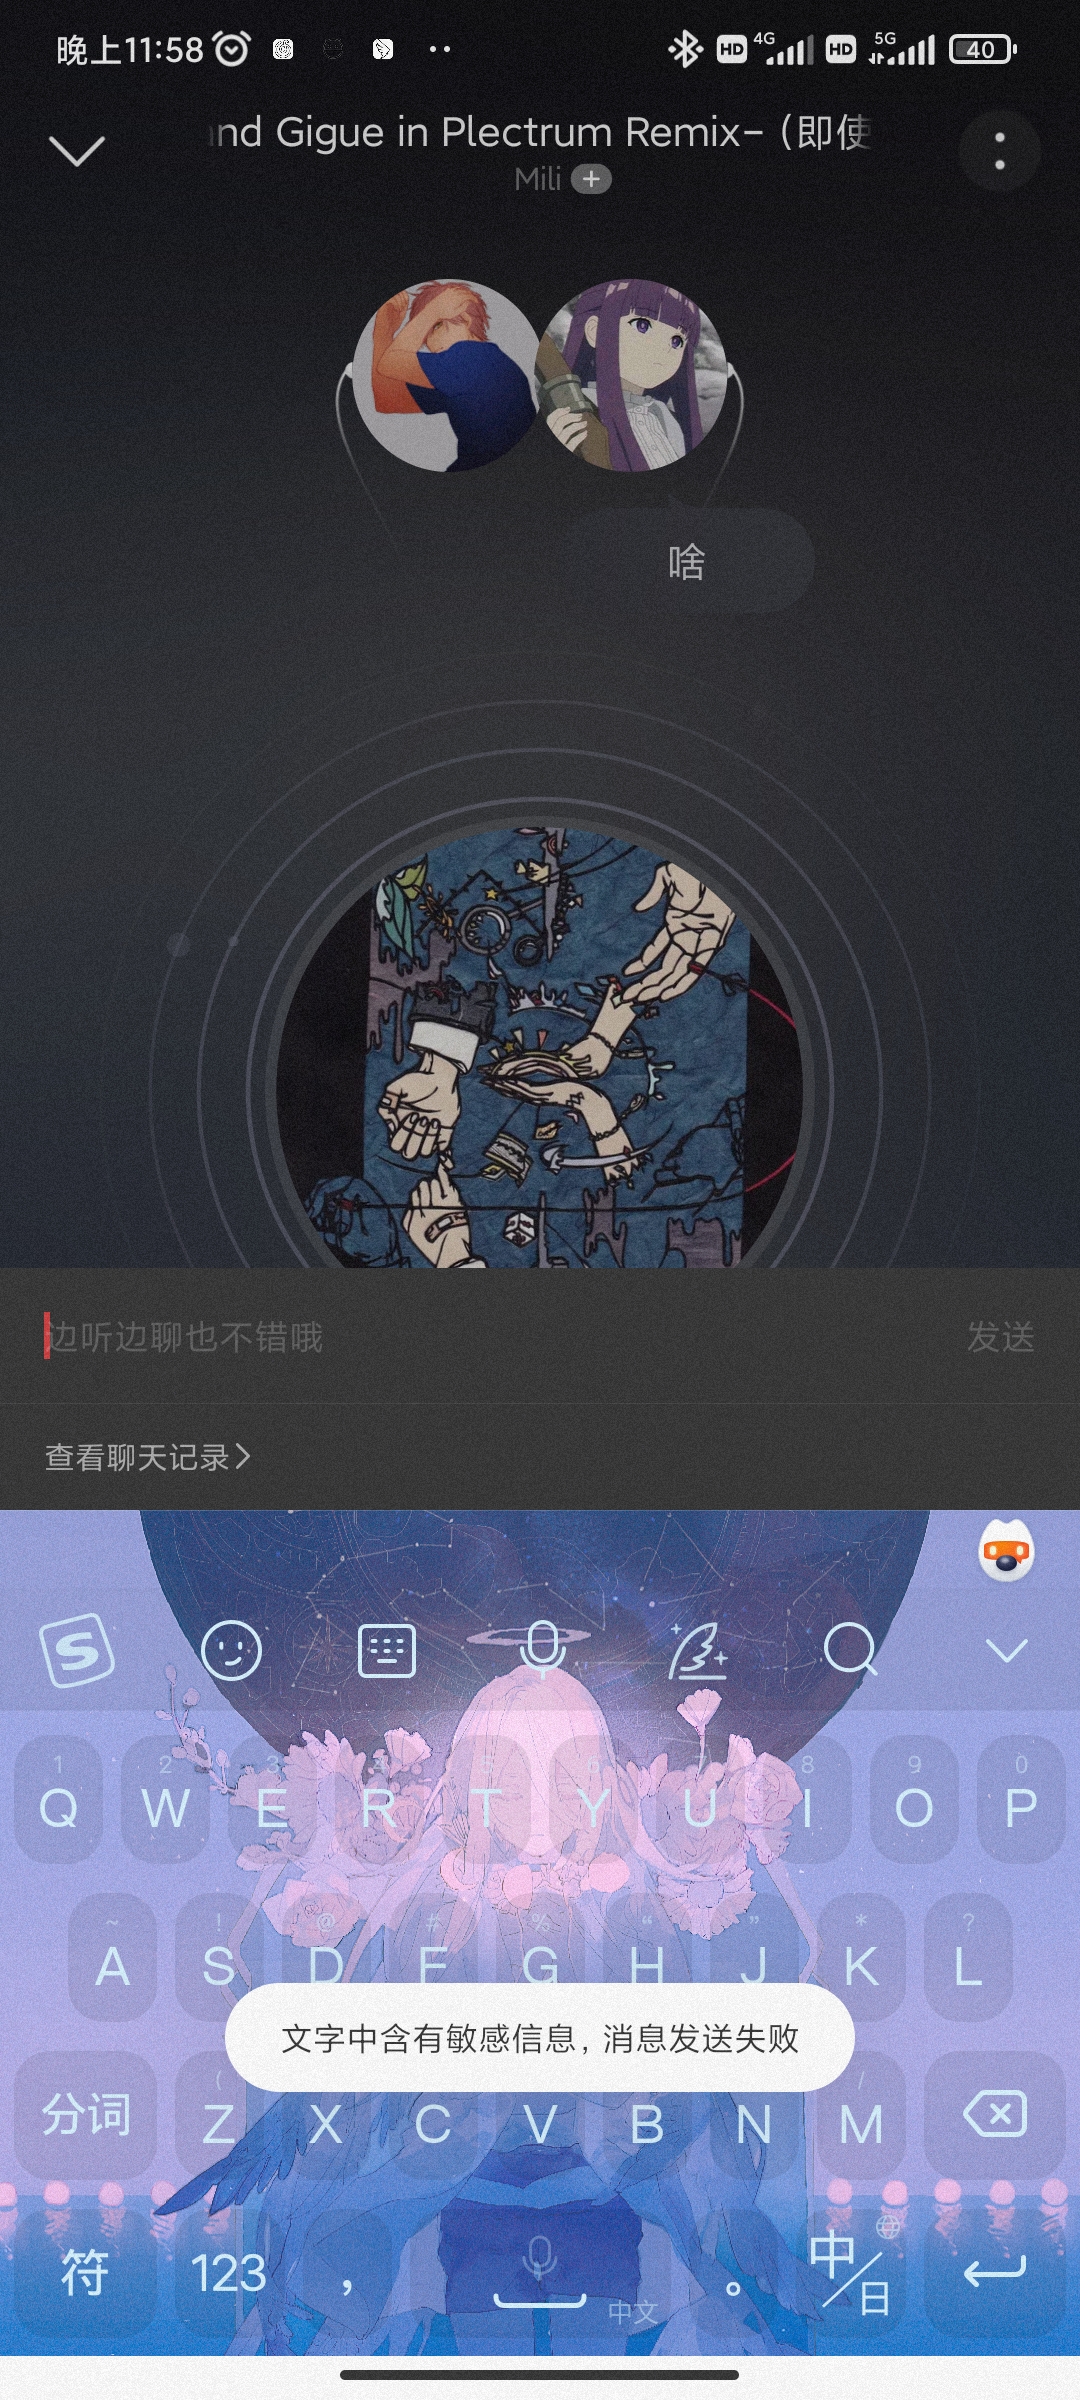 晚上11:58 HD 4G HD 5G 40
nd Gigue in Plectrum Remix-（即使
Mili +
啥
边听边聊也不错哦 发送
查看聊天记录>
S
1 2 3 4 5 6 7 8 9 0
Q W E R T Y U I O P
~ ! @ # % “ ” * ?
A S D F G H J K L
文字中含有敏感信息，消息发送失败
( /
分词 Z X C V B N M
符 123 ， 中文 。 中/日